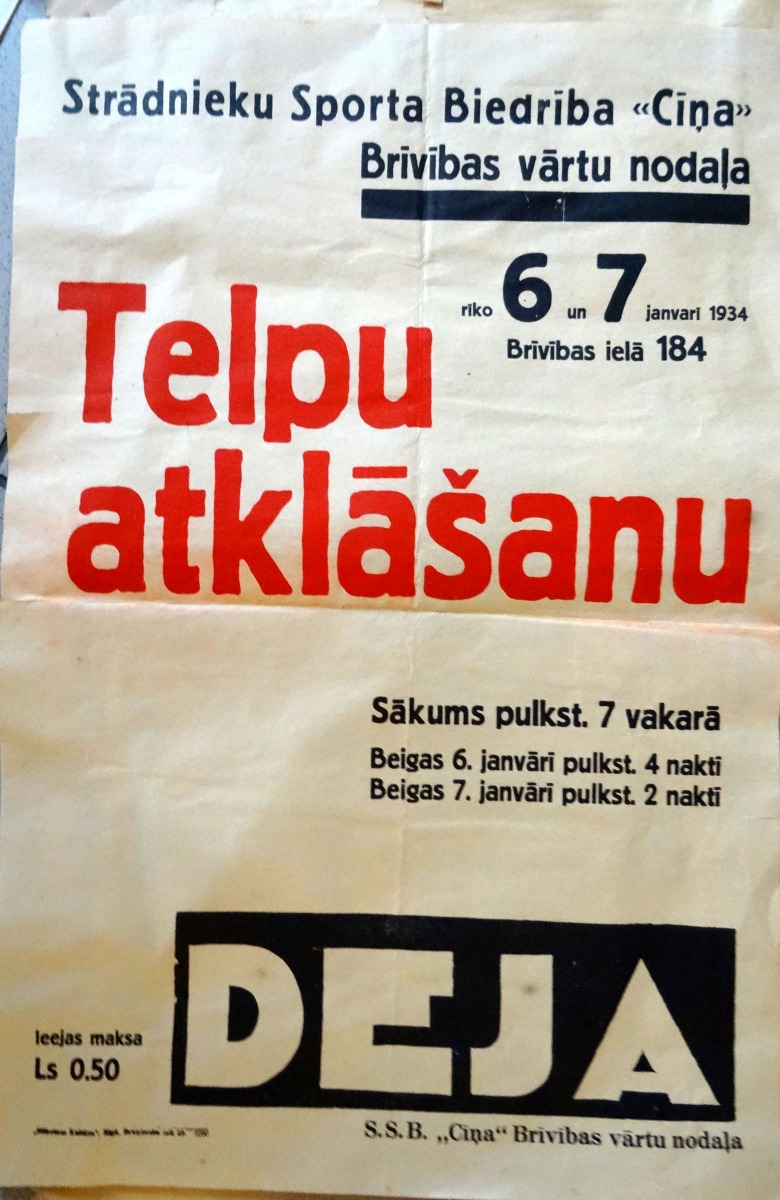 Strādnieku Sporta Biedrība «Cīņa»
Brīvības vārtu nodaļa
rīko 6 un 7 janvarī 1934
Brīvības ielā 184
Telpu
atklāšanu
Sākums pulkst. 7 vakarā
Beigas 6. janvārī pulkst. 4 naktī
Beigas 7. janvārī pulkst. 2 naktī
DEJA
Ieejas maksa
Ls 0.50
S.S.B. „Cīņa“ Brīvības vārtu nodaļa